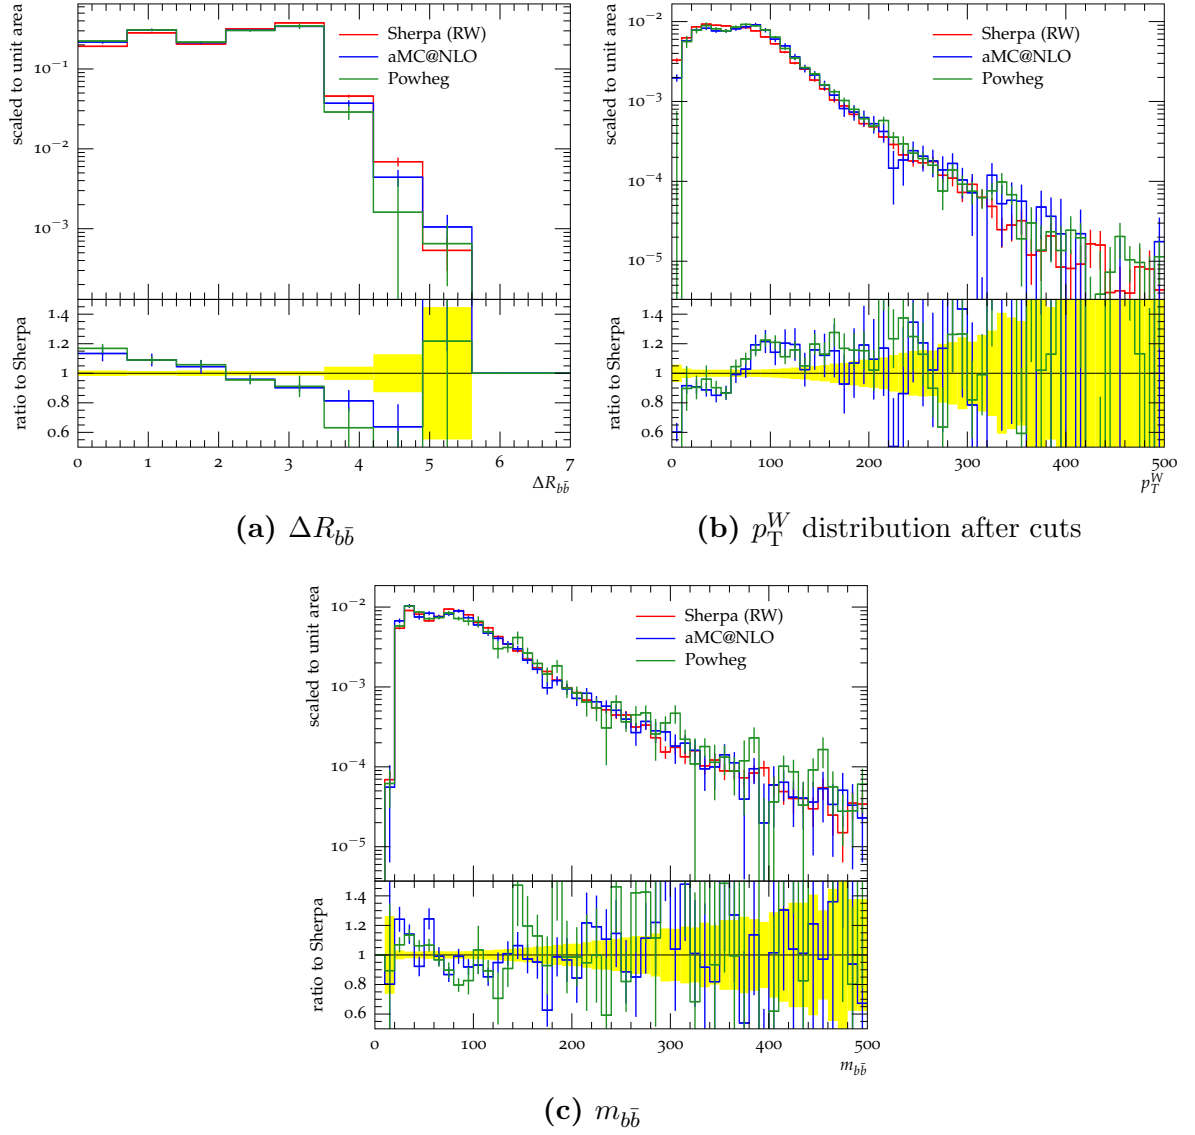 scaled to unit area
10⁻¹
10⁻²
10⁻³
Sherpa (RW)
aMC@NLO
Powheg
ratio to Sherpa
1.4
1.2
1
0.8
0.6
0 1 2 3 4 5 6 7
ΔR_{bb̄}
(a) ΔR_{bb̄}
scaled to unit area
10⁻²
10⁻³
10⁻⁴
10⁻⁵
Sherpa (RW)
aMC@NLO
Powheg
ratio to Sherpa
1.4
1.2
1
0.8
0.6
0 100 200 300 400 500
p_T^W
(b) p_T^W distribution after cuts
scaled to unit area
10⁻²
10⁻³
10⁻⁴
10⁻⁵
Sherpa (RW)
aMC@NLO
Powheg
ratio to Sherpa
1.4
1.2
1
0.8
0.6
0 100 200 300 400 500
m_{bb̄}
(c) m_{bb̄}